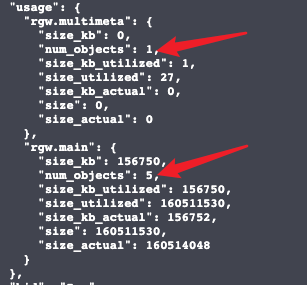 "usage": {
"rgw.multimeta": {
"size_kb": 0,
"num_objects": 1,
"size_kb_utilized": 1,
"size_utilized": 27,
"size_kb_actual": 0,
"size": 0,
"size_actual": 0
},
"rgw.main": {
"size_kb": 156750,
"num_objects": 5,
"size_kb_utilized": 156750,
"size_utilized": 160511530,
"size_kb_actual": 156752,
"size": 160511530,
"size_actual": 160514048
}
},